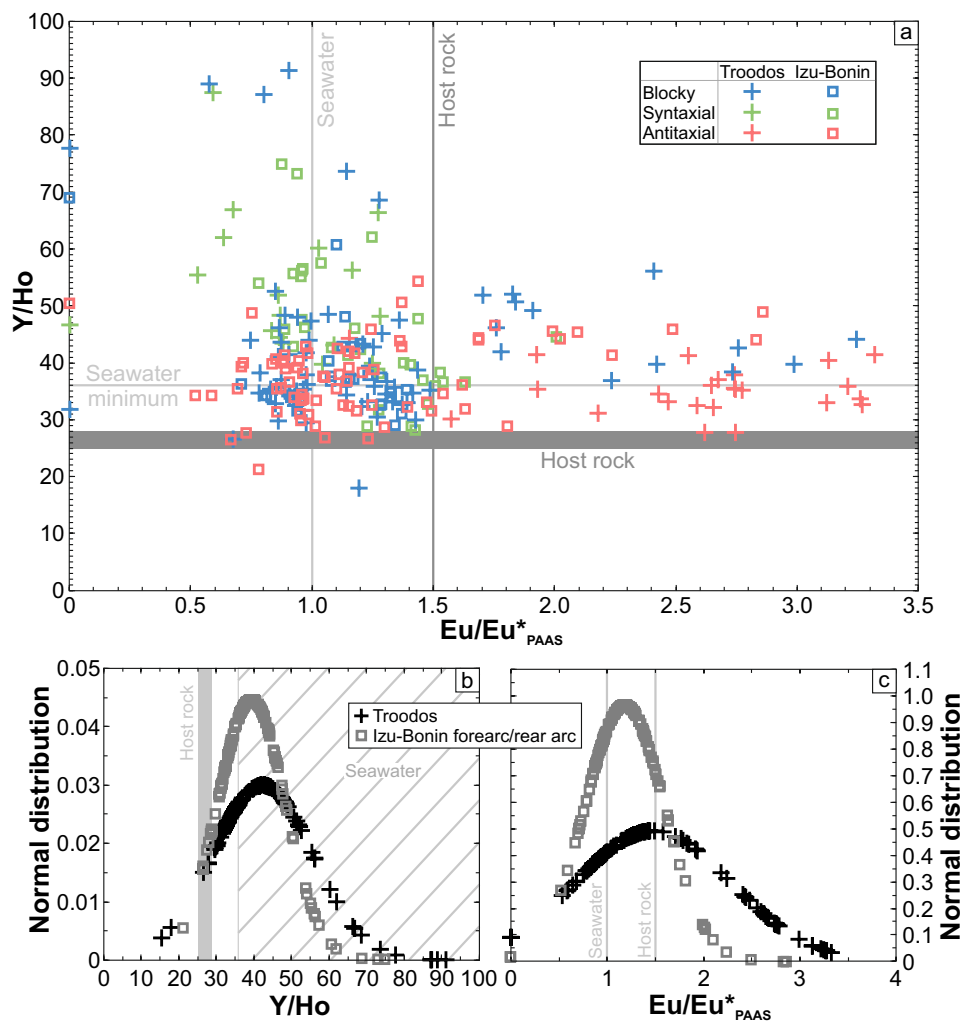 a
100
90
80
70
60
50
40
30
20
10
0
Y/Ho
Seawater
Host rock
Troodos Izu-Bonin
Blocky
Syntaxial
Antitaxial
Seawater
minimum
Host rock
0 0.5 1.0 1.5 2.0 2.5 3.0 3.5
Eu/Eu*PAAS
b
0.05
0.04
0.03
0.02
0.01
0
Normal distribution
Host rock
Seawater
0 10 20 30 40 50 60 70 80 90 100
Y/Ho
Troodos
Izu-Bonin forearc/rear arc
c
Seawater
Host rock
1.1
1.0
0.9
0.8
0.7
0.6
0.5
0.4
0.3
0.2
0.1
0
Normal distribution
0 1 2 3 4
Eu/Eu*PAAS